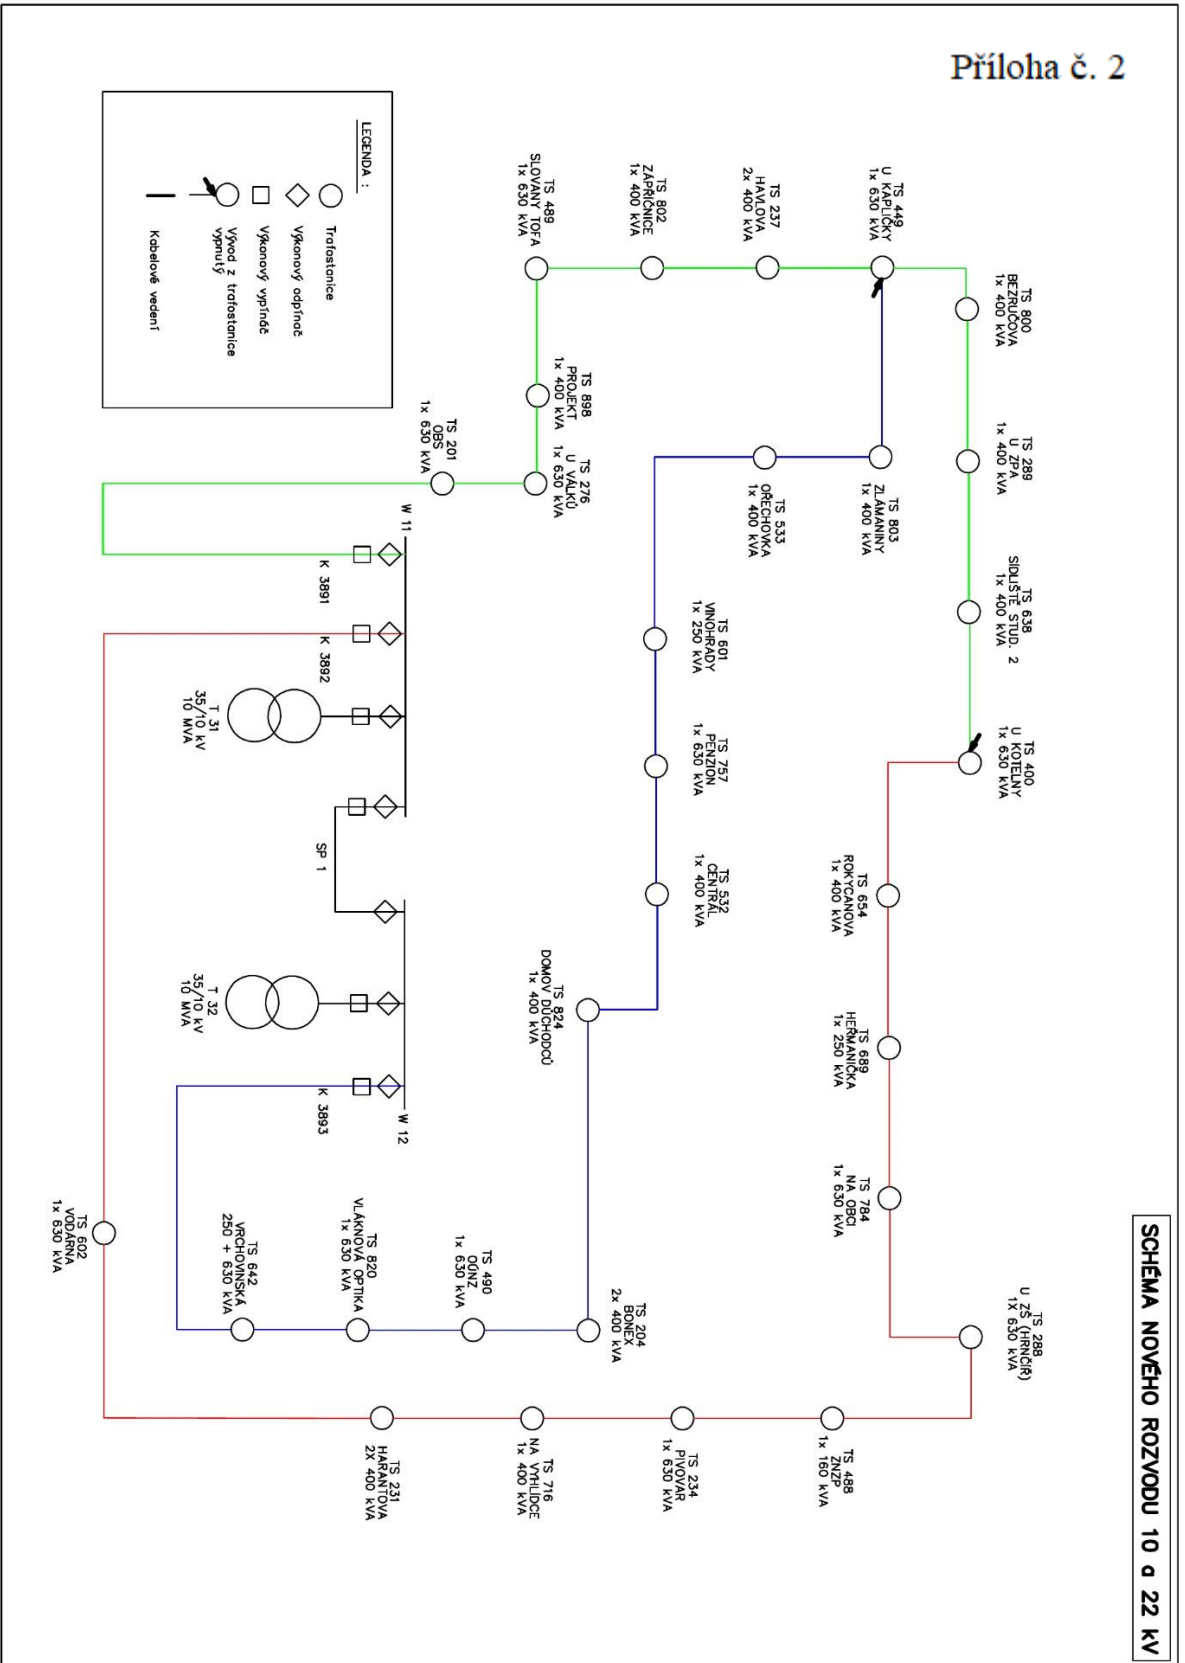 Příloha č. 2
SCHÉMA NOVÉHO ROZVODU 10 a 22 kV
LEGENDA :
Trafostanice
Výkonový odpínač
Výkonový vypínáč
Vývod z trafostanice
vypnutý
Kabelové vedení
TS 449
U KAPLIČKY
1x 630 kVA
TS 237
HAVLOVA
2x 400 kVA
TS 802
ZÁPŘIČNICE
1x 400 kVA
TS 489
SLOVANY TOFA
1x 630 kVA
TS 800
BEZRUČOVA
1x 400 kVA
TS 289
U ZPA
1x 400 kVA
TS 638
SÍDLIŠTĚ STUD. 2
1x 400 kVA
TS 400
U KOTELNY
1x 630 kVA
TS 898
PROJEKT
1x 400 kVA
TS 276
U VÁLKŮ
1x 630 kVA
TS 201
OBS
1x 630 kVA
TS 803
ZLÁMANINY
1x 400 kVA
TS 533
OŘECHOVKA
1x 400 kVA
TS 601
VINOHRADY
1x 250 kVA
TS 757
PENZION
1x 630 kVA
TS 532
CENTRÁL
1x 400 kVA
TS 824
DOMOV DŮCHODCŮ
1x 400 kVA
TS 654
ROKYCANOVA
1x 400 kVA
TS 689
HEŘMANIČKA
1x 250 kVA
TS 784
NA OBCI
1x 630 kVA
TS 288
U ZŠ (HRNČÍŘ)
1X 630 kVA
W 11
K 3891
K 3892
T 31
35/10 kV
10 MVA
SP 1
T 32
35/10 kV
10 MVA
K 3893
W 12
TS 204
BONEX
2x 400 kVA
TS 490
OÚNZ
1x 630 kVA
TS 820
VLÁKNOVÁ OPTIKA
1x 630 kVA
TS 642
VRCHOVINSKÁ
250 + 630 kVA
TS 602
VODÁRNA
1x 630 kVA
TS 488
ZNZP
1x 160 kVA
TS 234
PIVOVAR
1x 630 kVA
TS 716
NA VYHLÍDCE
1x 400 kVA
TS 231
HARANTOVA
2X 400 kVA